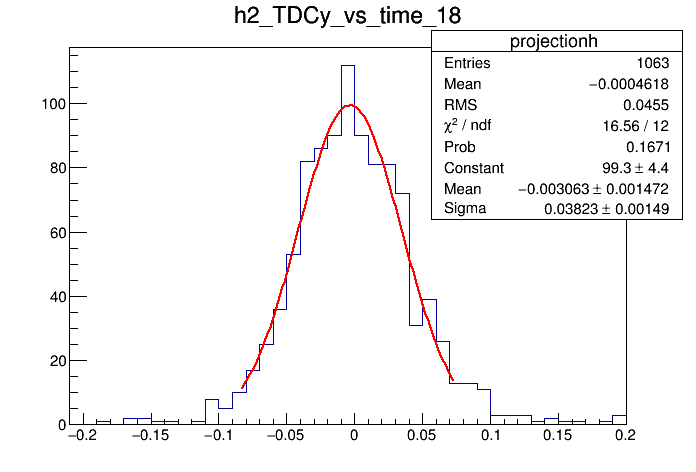 h2_TDCy_vs_time_18
projectionh
Entries 1063
Mean −0.0004618
RMS 0.0455
χ² / ndf 16.56 / 12
Prob 0.1671
Constant 99.3 ± 4.4
Mean −0.003063 ± 0.001472
Sigma 0.03823 ± 0.00149
100
80
60
40
20
0
−0.2 −0.15 −0.1 −0.05 0 0.05 0.1 0.15 0.2